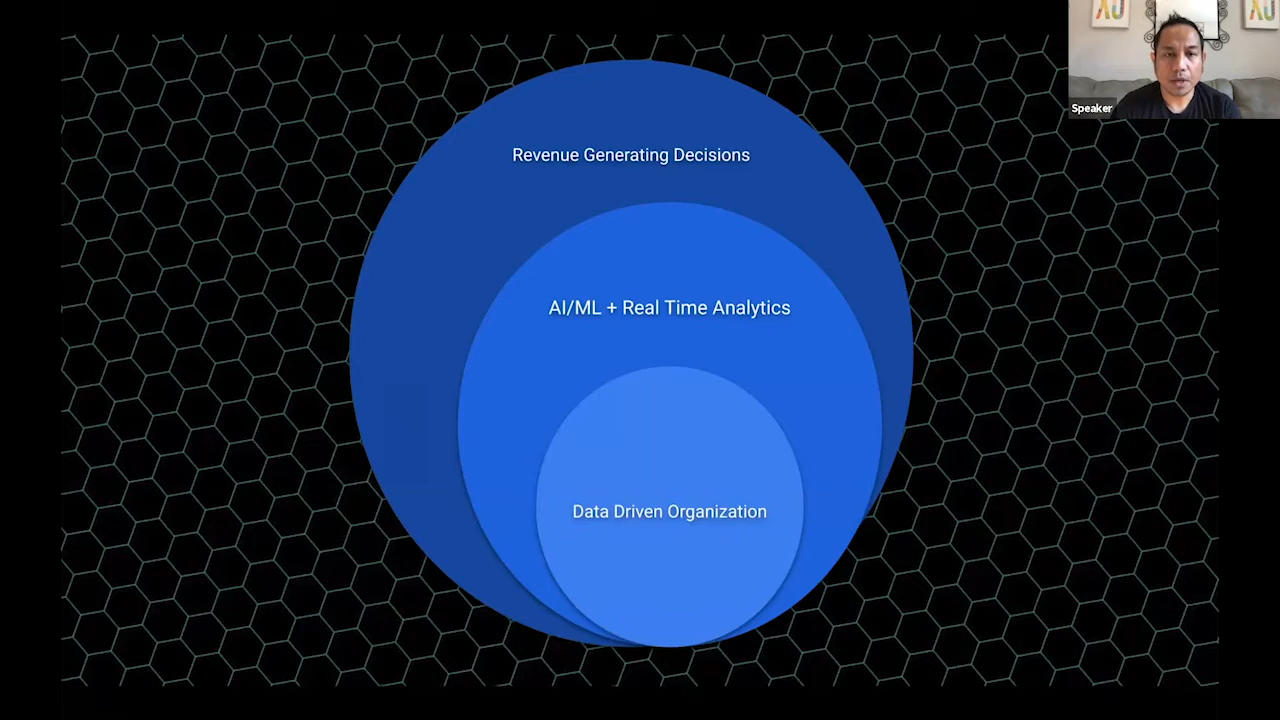 Revenue Generating Decisions
AI/ML + Real Time Analytics
Data Driven Organization
Speaker